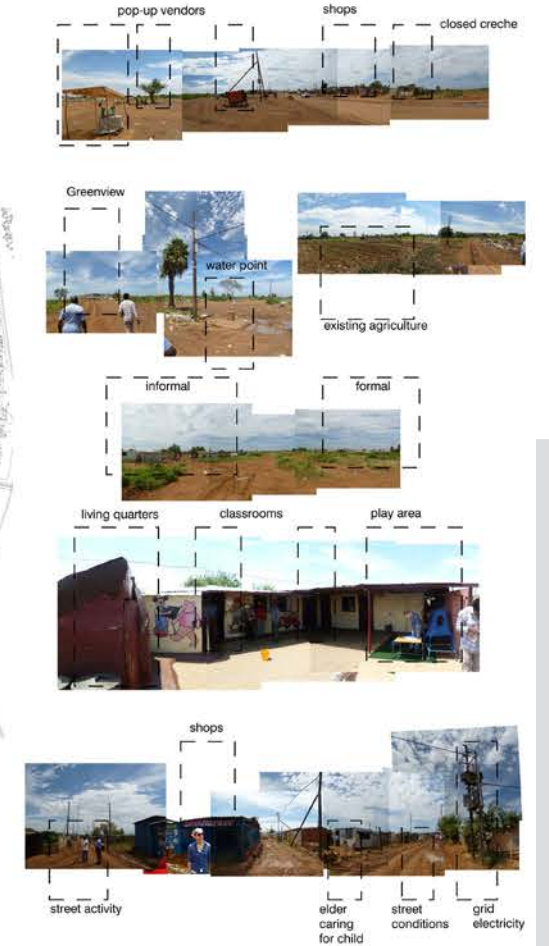 pop-up vendors
shops
closed creche
Greenview
water point
existing agriculture
informal
formal
living quarters
classrooms
play area
shops
street activity
elder
caring
for child
street
conditions
grid
electricity